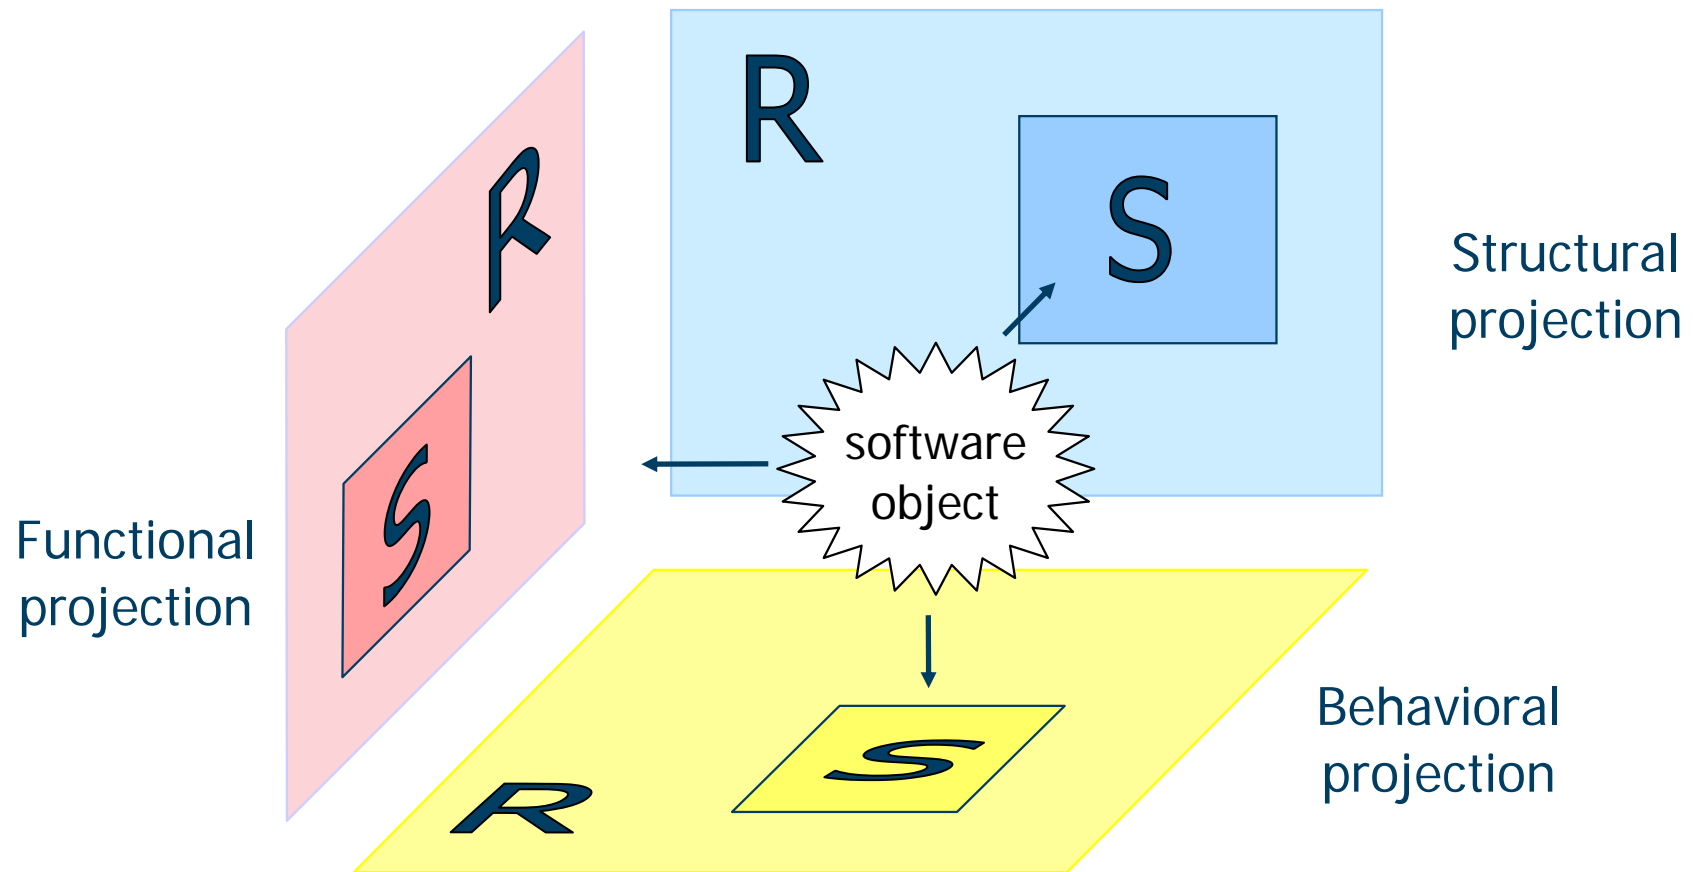 R
R
S
Structural
projection
software
object
S
Functional
projection
Behavioral
projection
S
R